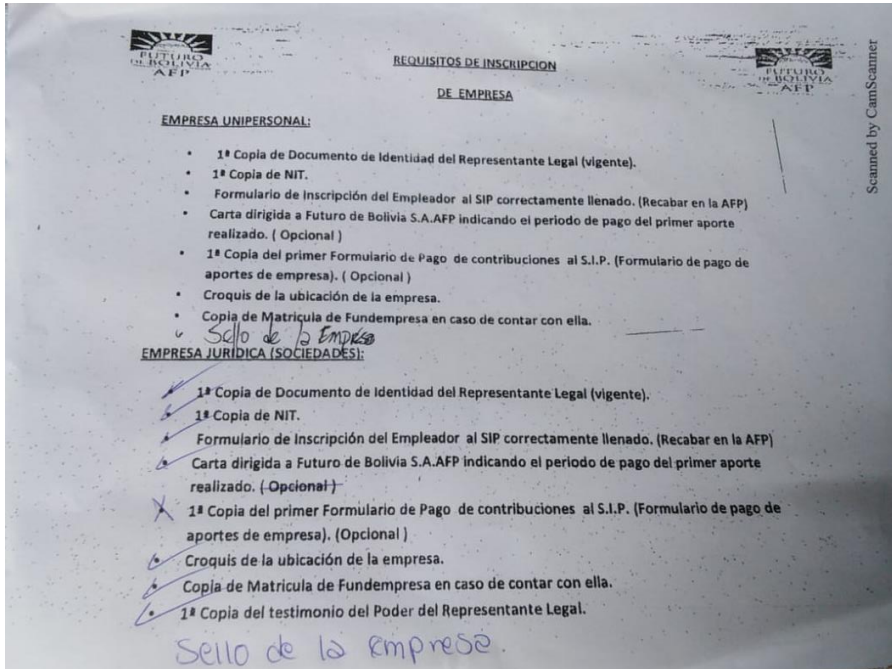 FUTURO
DE BOLIVIA
AFP
REQUISITOS DE INSCRIPCION
DE EMPRESA
FUTURO
DE BOLIVIA
AFP
Scanned by CamScanner
EMPRESA UNIPERSONAL:
• 1ª Copia de Documento de Identidad del Representante Legal (vigente).
• 1ª Copia de NIT.
• Formulario de Inscripción del Empleador al SIP correctamente llenado. (Recabar en la AFP)
• Carta dirigida a Futuro de Bolivia S.A.AFP indicando el periodo de pago del primer aporte
realizado. ( Opcional )
• 1ª Copia del primer Formulario de Pago de contribuciones al S.I.P. (Formulario de pago de
aportes de empresa). ( Opcional )
• Croquis de la ubicación de la empresa.
• Copia de Matricula de Fundempresa en caso de contar con ella.
Sello de la Empresa
EMPRESA JURÍDICA (SOCIEDADES):
• 1ª Copia de Documento de Identidad del Representante Legal (vigente).
• 1ª Copia de NIT.
• Formulario de Inscripción del Empleador al SIP correctamente llenado. (Recabar en la AFP)
• Carta dirigida a Futuro de Bolivia S.A.AFP indicando el periodo de pago del primer aporte
realizado. ( Opcional )
1ª Copia del primer Formulario de Pago de contribuciones al S.I.P. (Formulario de pago de
aportes de empresa). (Opcional )
• Croquis de la ubicación de la empresa.
• Copia de Matricula de Fundempresa en caso de contar con ella.
• 1ª Copia del testimonio del Poder del Representante Legal.
Sello de la Empresa.